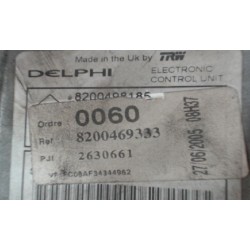 Made in the Uk by TRW
DELPHI
ELECTRONIC
CONTROL UNIT
8200498185
Ordre 0060
Ref 8200469333
PJI 2630661
27/06/2005 08H37